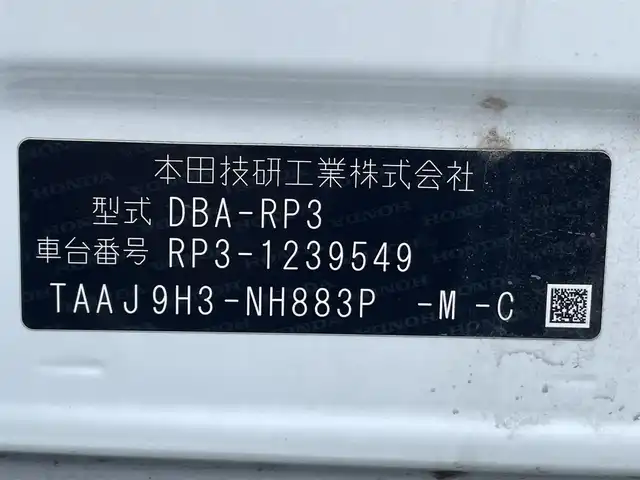 本田技研工業株式会社
型式 DBA-RP3
車台番号 RP3-1239549
TAAJ9H3-NH883P -M -C